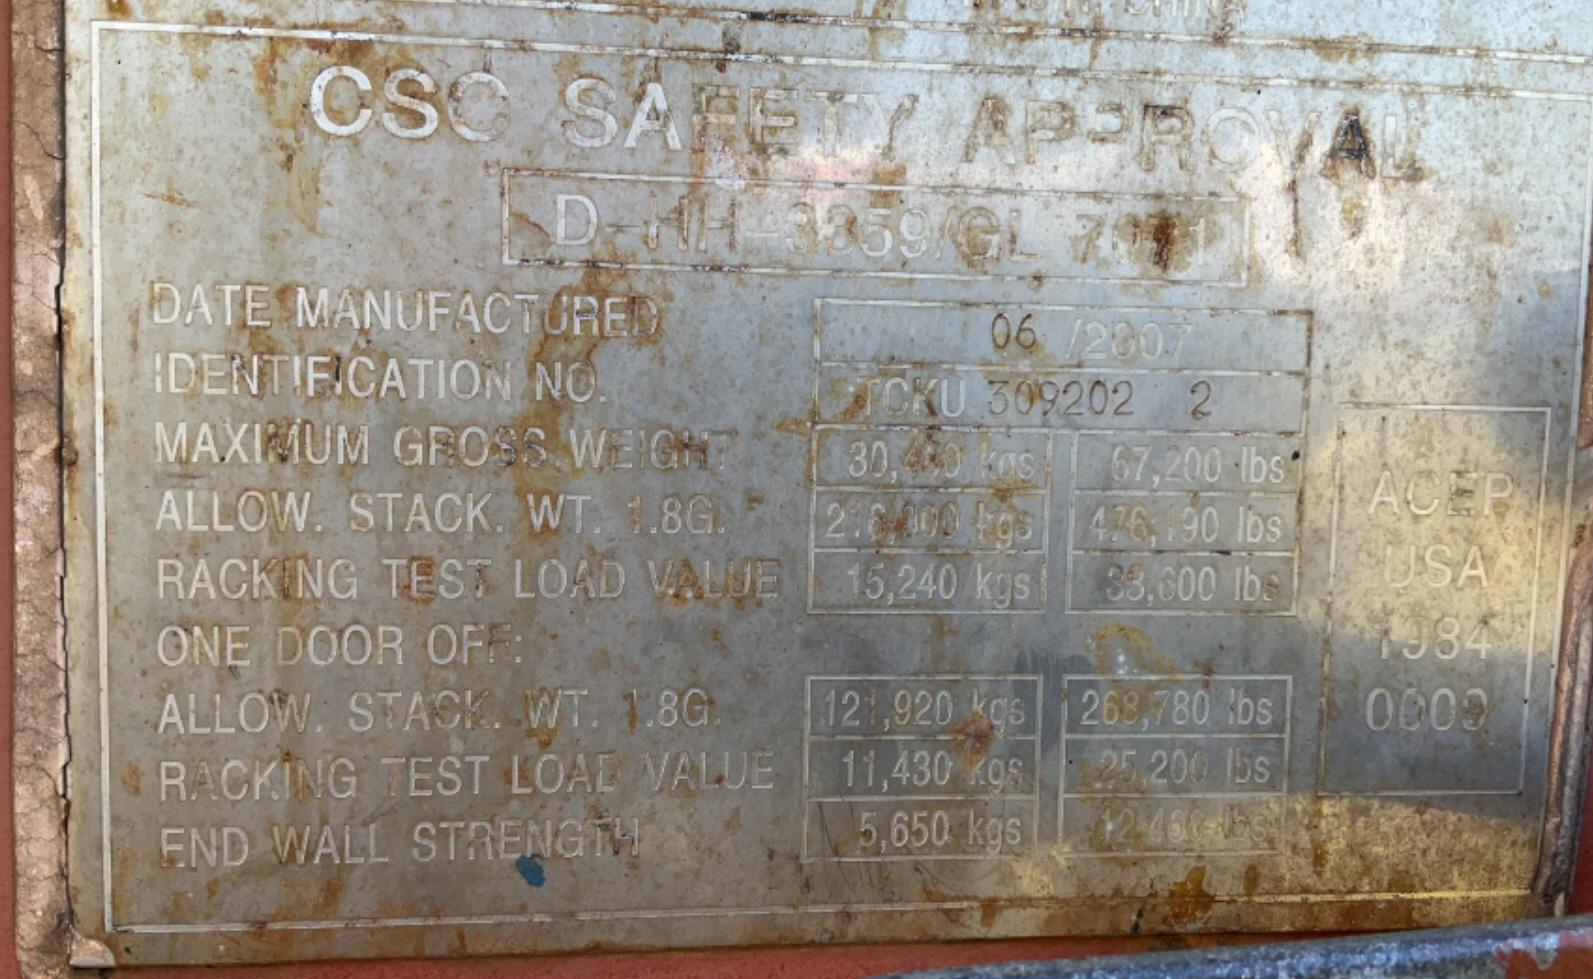 CHINA
CSC SAFETY APPROVAL
D-HH-3359/GL
DATE MANUFACTURED 06 /2007
IDENTIFICATION NO. TCKU 309202 2
MAXIMUM GROSS WEIGHT 30,480 kgs 67,200 lbs
ALLOW. STACK. WT. 1.8G. 216,000 kgs 476,190 lbs
RACKING TEST LOAD VALUE 15,240 kgs 33,600 lbs
ONE DOOR OFF:
ALLOW. STACK. WT. 1.8G. 121,920 kgs 268,780 lbs
RACKING TEST LOAD VALUE 11,430 kgs 25,200 lbs
END WALL STRENGTH 5,650 kgs 12,460 lbs
ACEP
USA
1984
0009